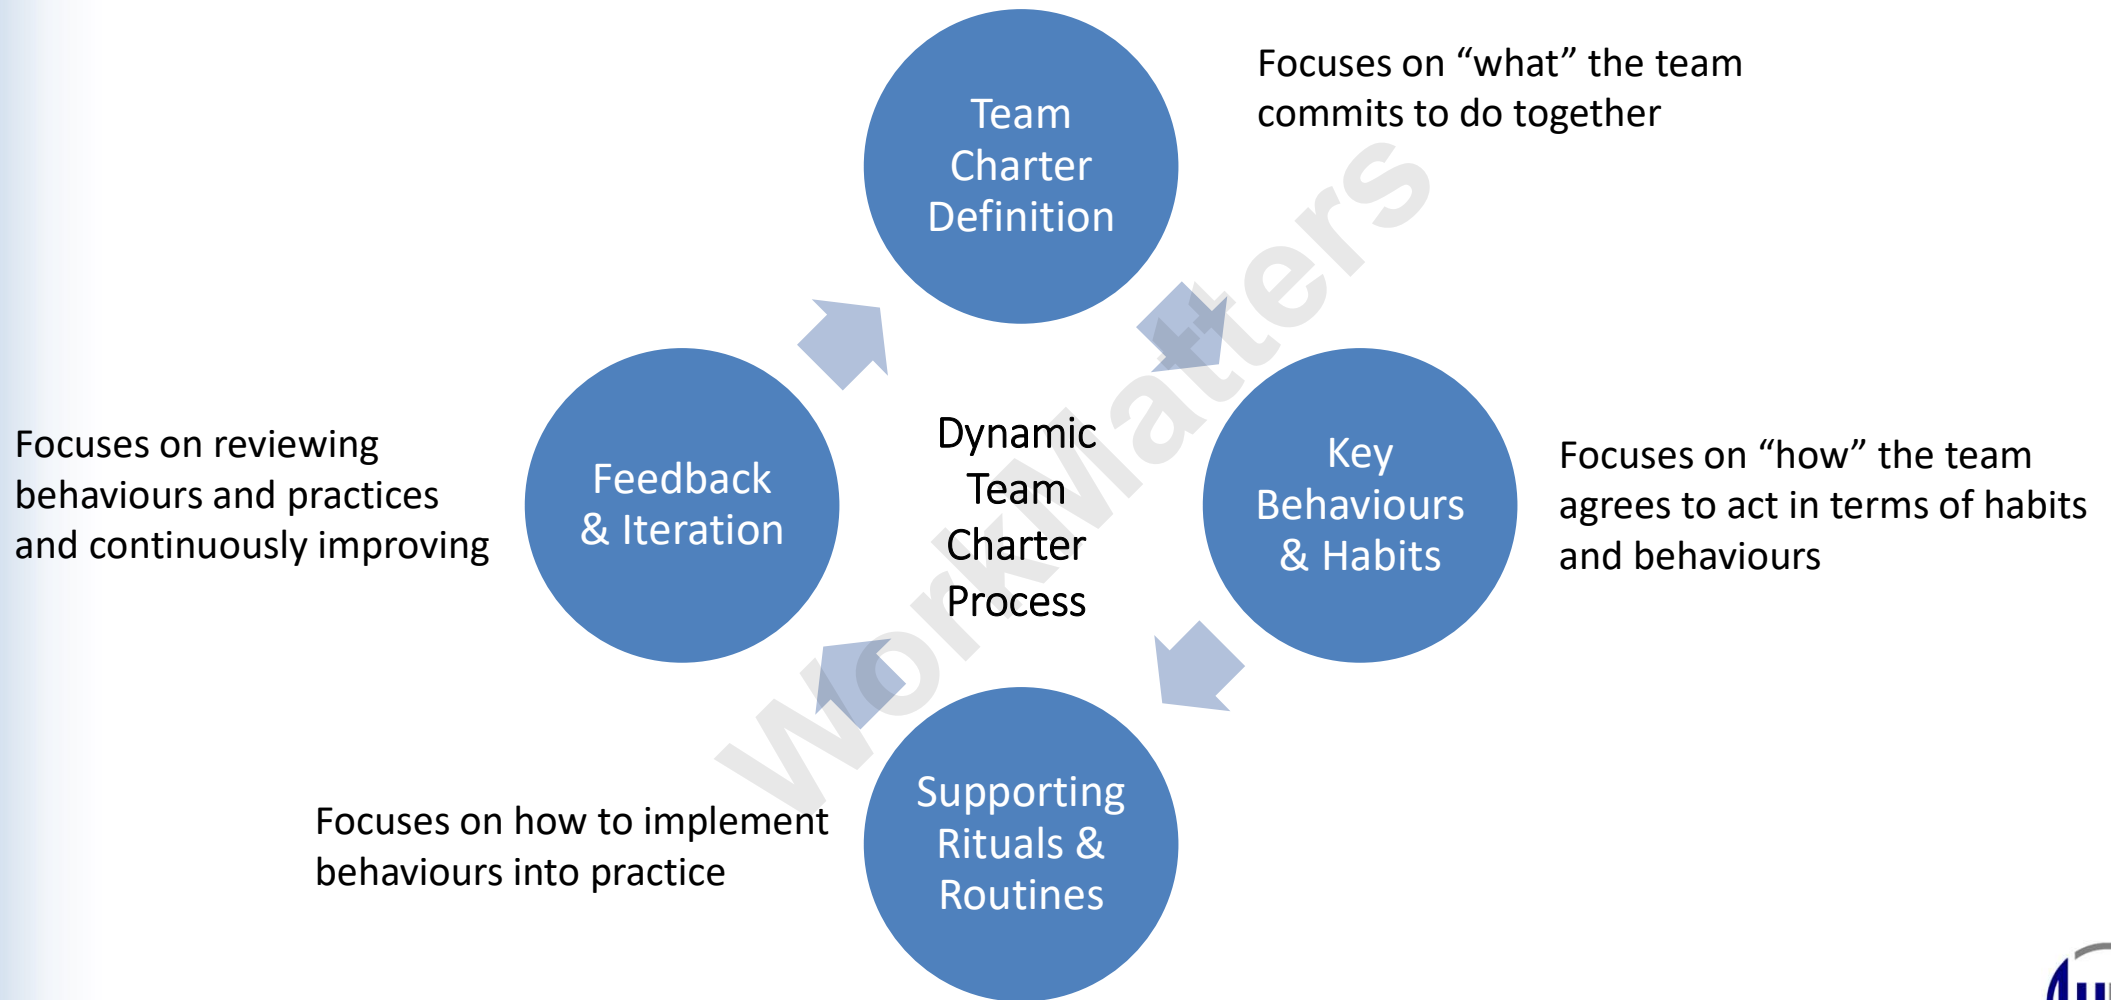 Team
Charter
Definition
Focuses on “what” the team
commits to do together
Key
Behaviours
& Habits
Focuses on “how” the team
agrees to act in terms of habits
and behaviours
Supporting
Rituals &
Routines
Focuses on how to implement
behaviours into practice
Feedback
& Iteration
Focuses on reviewing
behaviours and practices
and continuously improving
Dynamic
Team
Charter
Process
WorkMatters